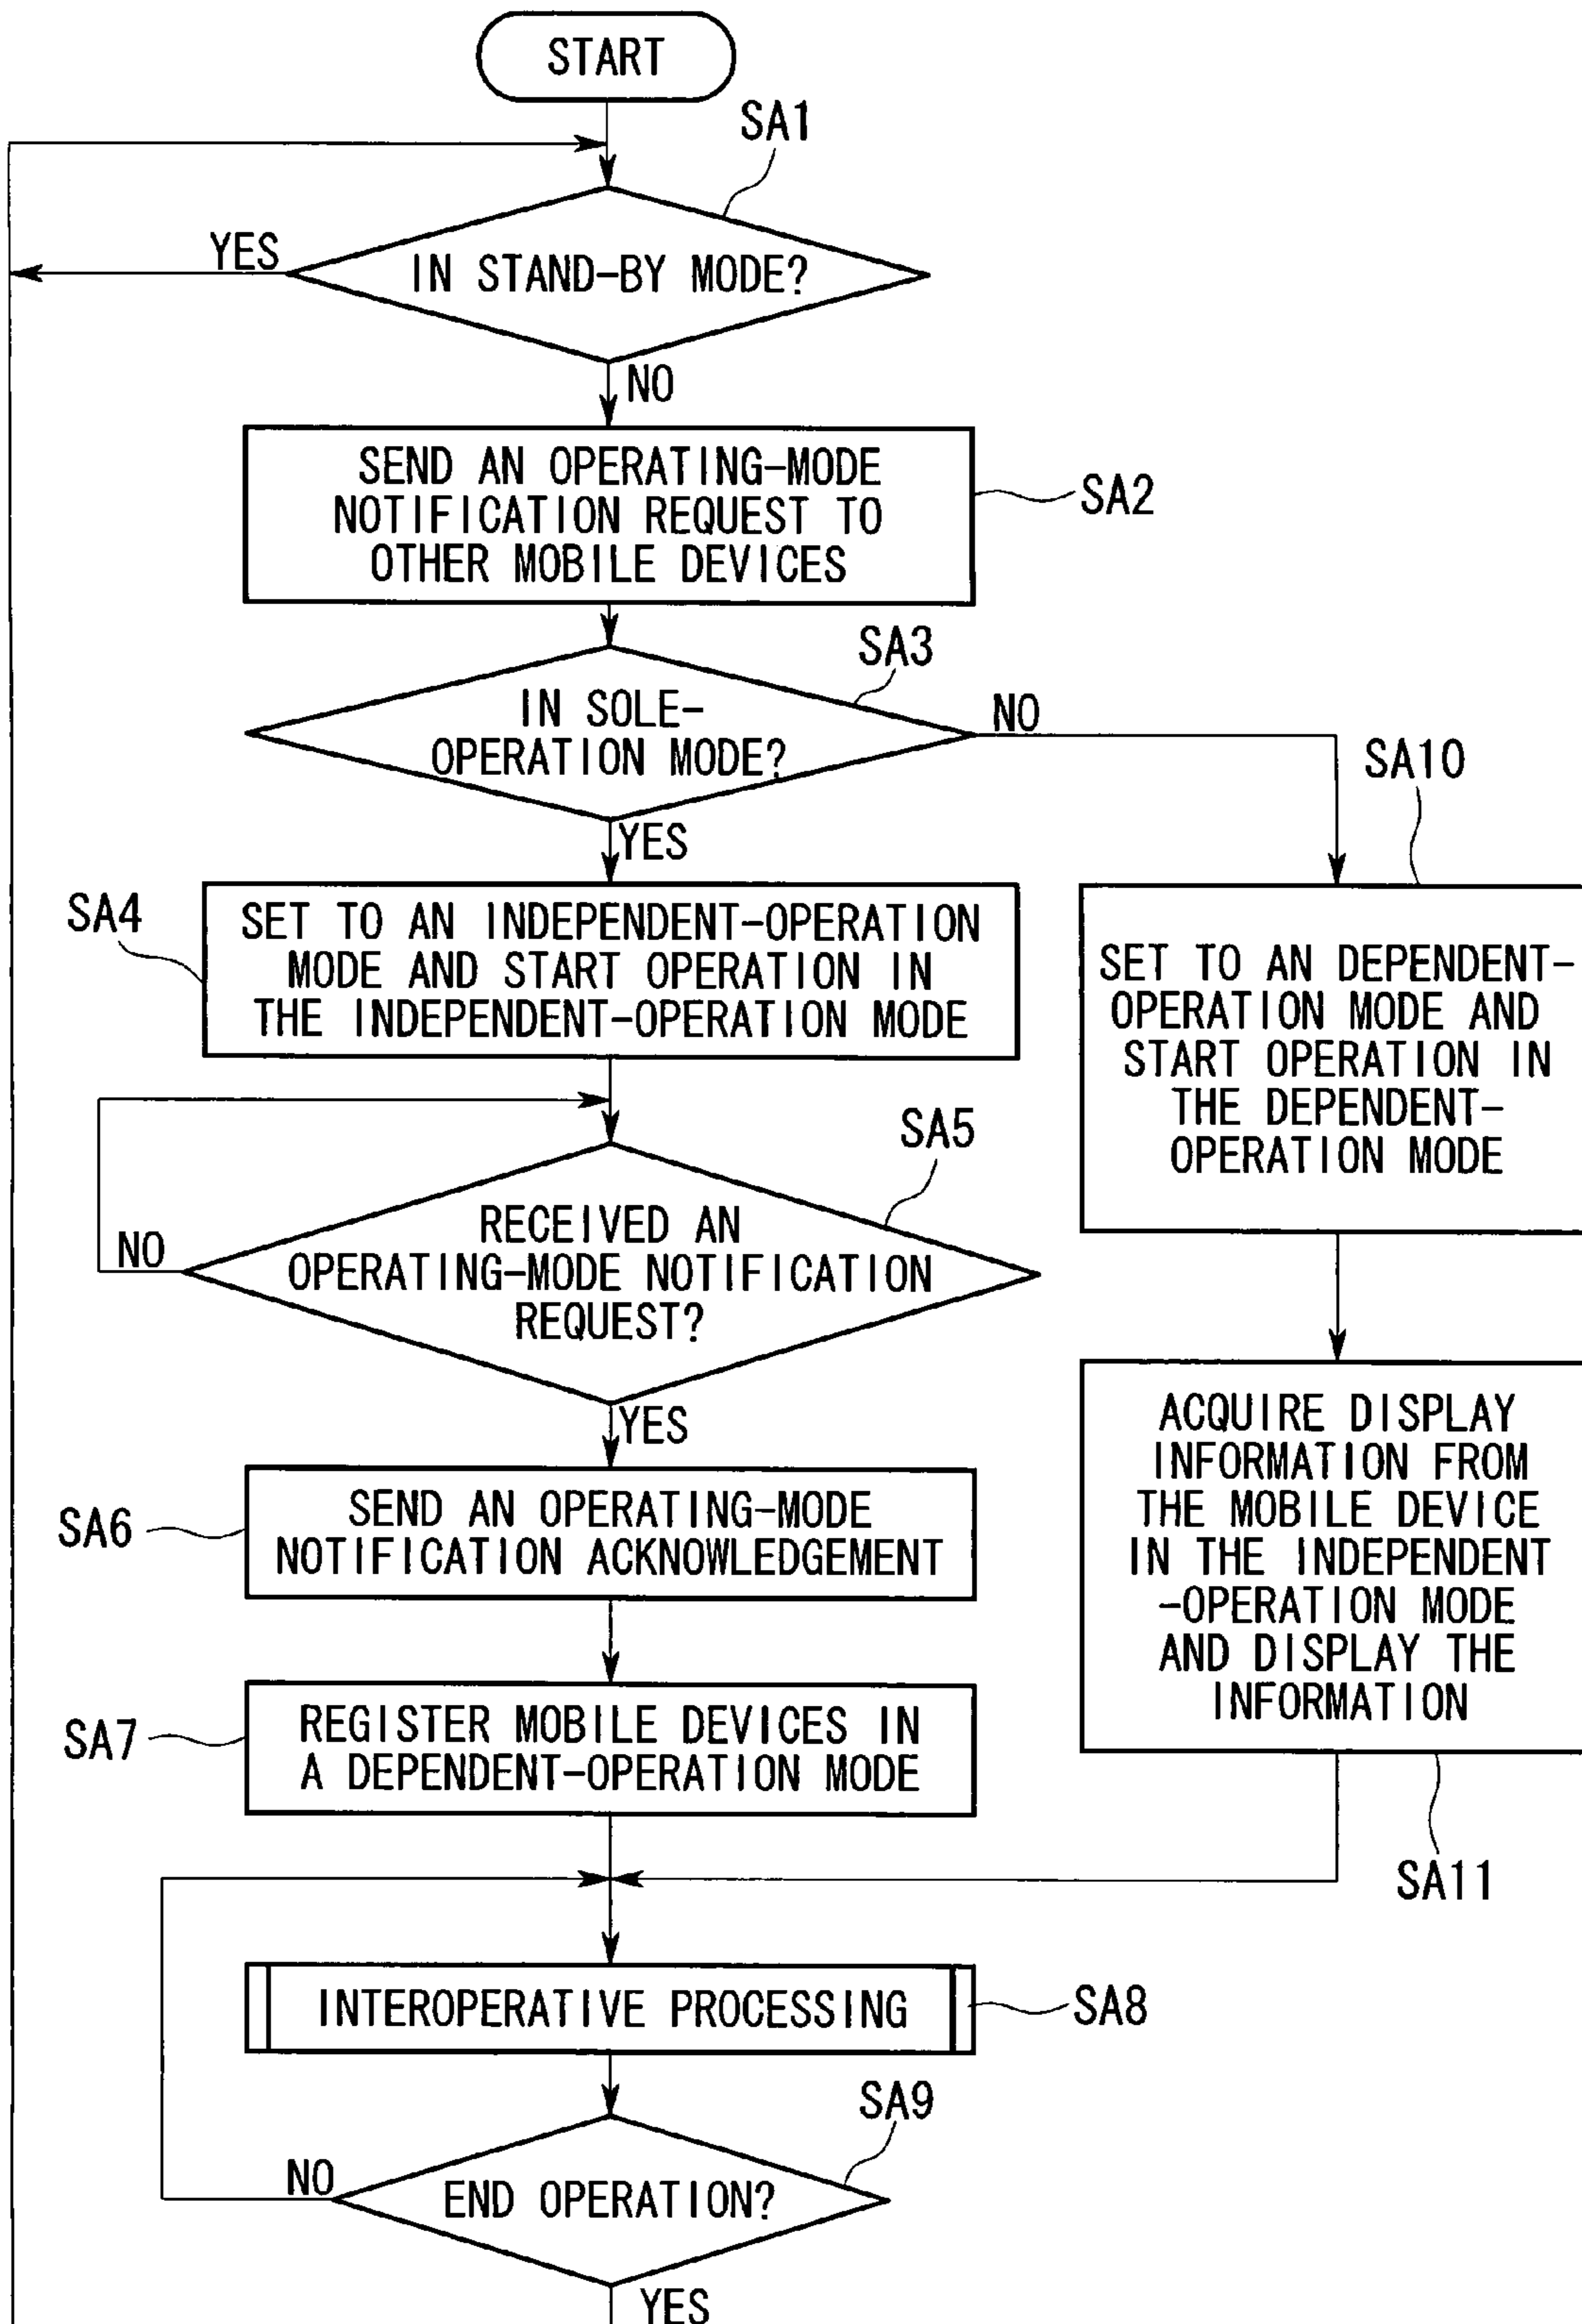 START
SA1
YES
IN STAND-BY MODE?
NO
SEND AN OPERATING-MODE
NOTIFICATION REQUEST TO
OTHER MOBILE DEVICES
SA2
SA3
IN SOLE-
OPERATION MODE?
NO
YES
SA4
SET TO AN INDEPENDENT-OPERATION
MODE AND START OPERATION IN
THE INDEPENDENT-OPERATION MODE
SA5
RECEIVED AN
OPERATING-MODE NOTIFICATION
REQUEST?
NO
YES
SA6
SEND AN OPERATING-MODE
NOTIFICATION ACKNOWLEDGEMENT
SA7
REGISTER MOBILE DEVICES IN
A DEPENDENT-OPERATION MODE
SA10
SET TO AN DEPENDENT-
OPERATION MODE AND
START OPERATION IN
THE DEPENDENT-
OPERATION MODE
ACQUIRE DISPLAY
INFORMATION FROM
THE MOBILE DEVICE
IN THE INDEPENDENT
-OPERATION MODE
AND DISPLAY THE
INFORMATION
SA11
INTEROPERATIVE PROCESSING
SA8
SA9
NO
END OPERATION?
YES